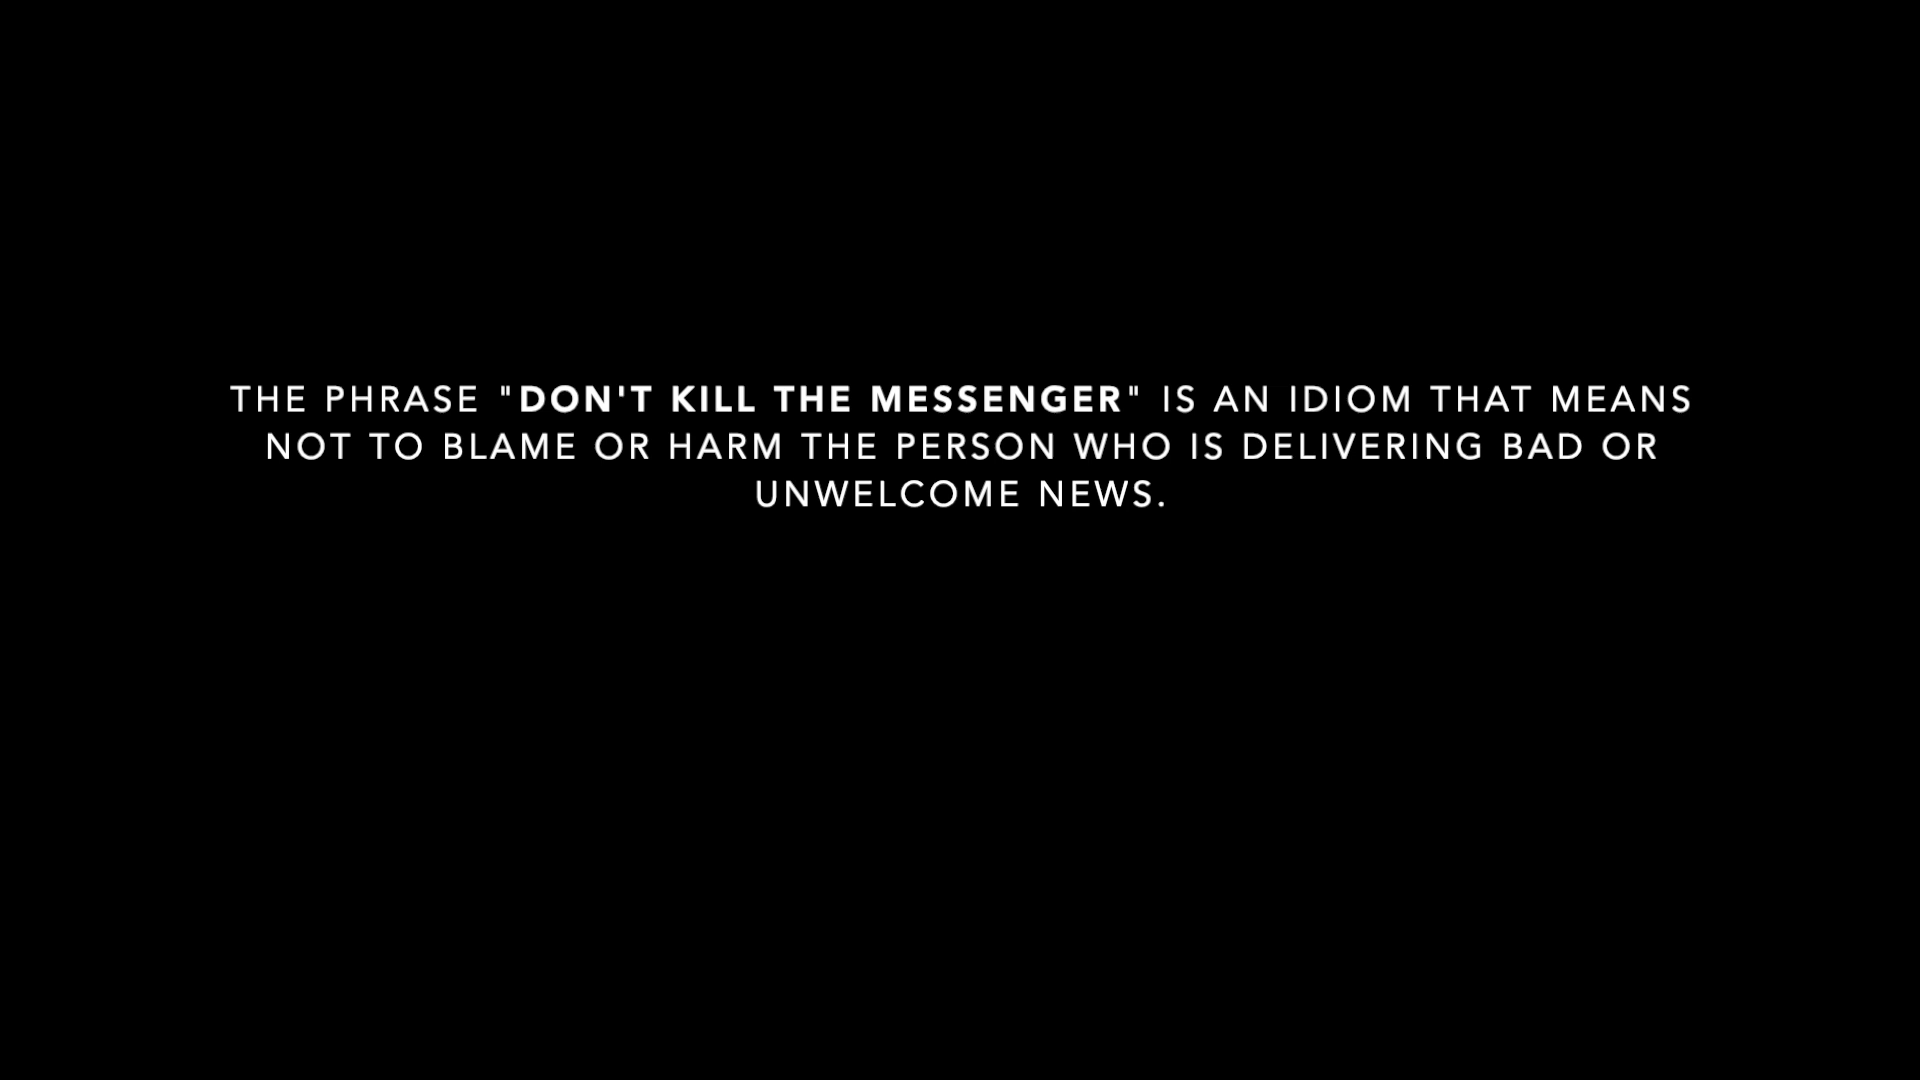 THE PHRASE "DON'T KILL THE MESSENGER" IS AN IDIOM THAT MEANS
NOT TO BLAME OR HARM THE PERSON WHO IS DELIVERING BAD OR
UNWELCOME NEWS.